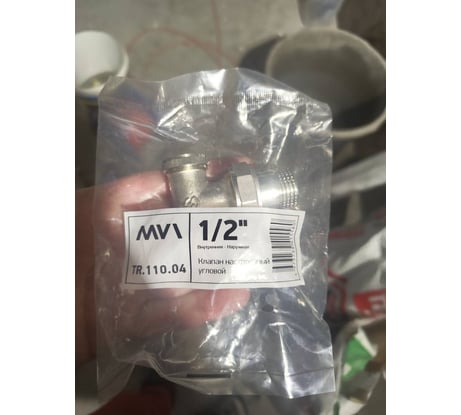 MVI
1/2"
Внутренняя - Наружная
TR.110.04
Клапан настроечный
угловой